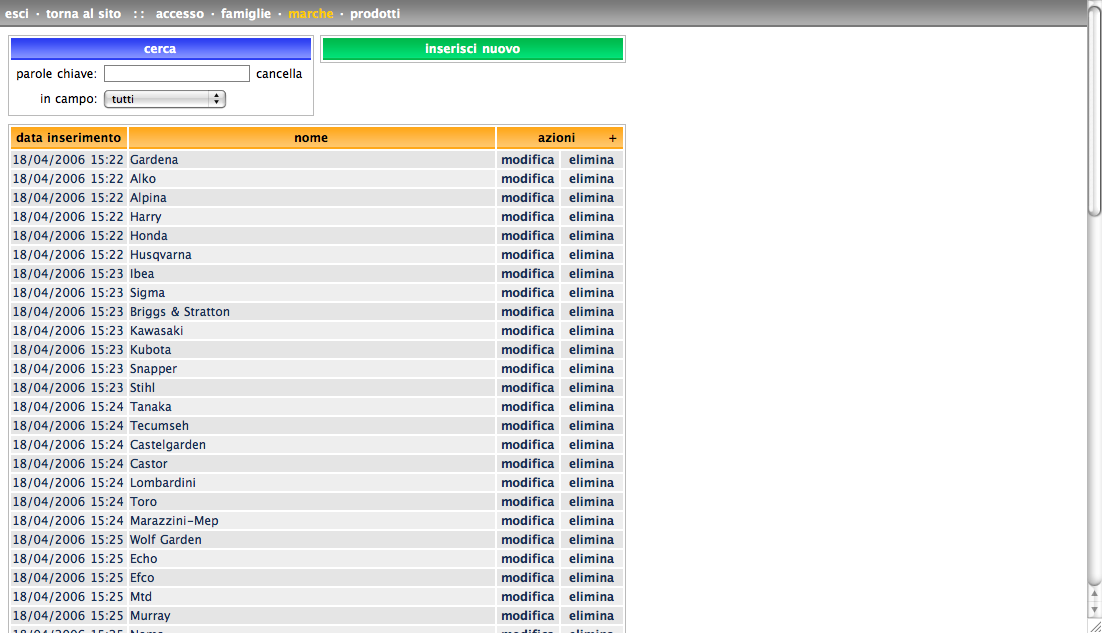 esci · torna al sito :: accesso · famiglie · marche · prodotti
cerca
inserisci nuovo
parole chiave: cancella
in campo: tutti
data inserimento nome azioni +
18/04/2006 15:22 Gardena modifica elimina
18/04/2006 15:22 Alko modifica elimina
18/04/2006 15:22 Alpina modifica elimina
18/04/2006 15:22 Harry modifica elimina
18/04/2006 15:22 Honda modifica elimina
18/04/2006 15:22 Husqvarna modifica elimina
18/04/2006 15:23 Ibea modifica elimina
18/04/2006 15:23 Sigma modifica elimina
18/04/2006 15:23 Briggs & Stratton modifica elimina
18/04/2006 15:23 Kawasaki modifica elimina
18/04/2006 15:23 Kubota modifica elimina
18/04/2006 15:23 Snapper modifica elimina
18/04/2006 15:23 Stihl modifica elimina
18/04/2006 15:24 Tanaka modifica elimina
18/04/2006 15:24 Tecumseh modifica elimina
18/04/2006 15:24 Castelgarden modifica elimina
18/04/2006 15:24 Castor modifica elimina
18/04/2006 15:24 Lombardini modifica elimina
18/04/2006 15:24 Toro modifica elimina
18/04/2006 15:24 Marazzini-Mep modifica elimina
18/04/2006 15:25 Wolf Garden modifica elimina
18/04/2006 15:25 Echo modifica elimina
18/04/2006 15:25 Efco modifica elimina
18/04/2006 15:25 Mtd modifica elimina
18/04/2006 15:25 Murray modifica elimina